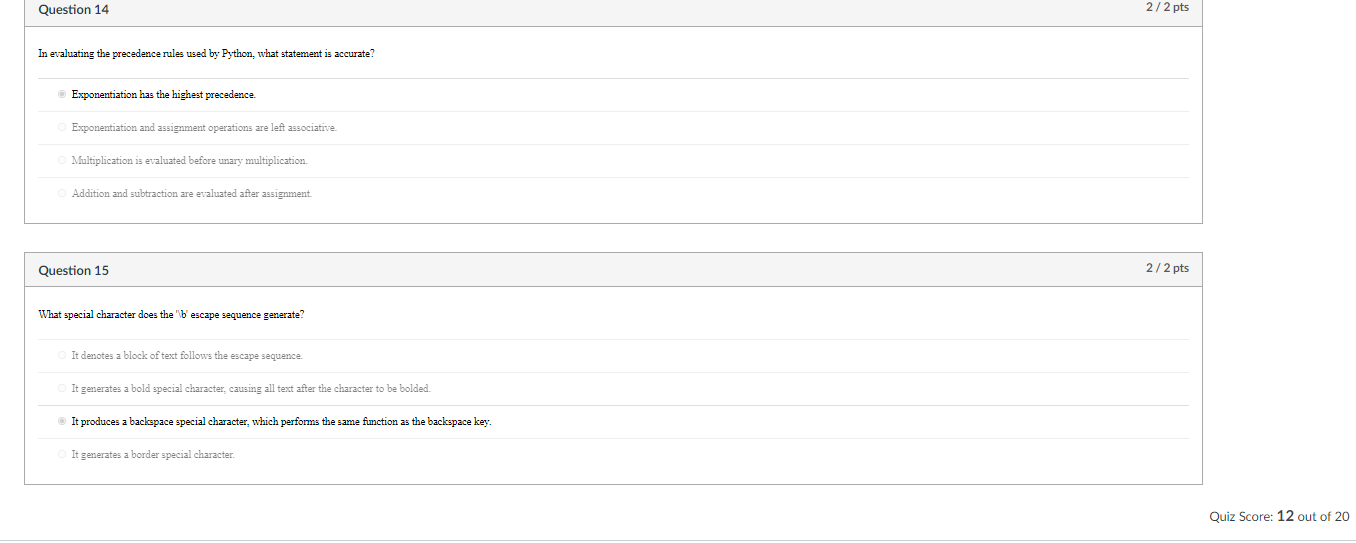 Question 14
2 / 2 pts
In evaluating the precedence rules used by Python, what statement is accurate?
Exponentiation has the highest precedence.
Exponentiation and assignment operations are left associative.
Multiplication is evaluated before unary multiplication.
Addition and subtraction are evaluated after assignment.
Question 15
2 / 2 pts
What special character does the '\b' escape sequence generate?
It denotes a block of text follows the escape sequence.
It generates a bold special character, causing all text after the character to be bolded.
It produces a backspace special character, which performs the same function as the backspace key.
It generates a border special character.
Quiz Score: 12 out of 20